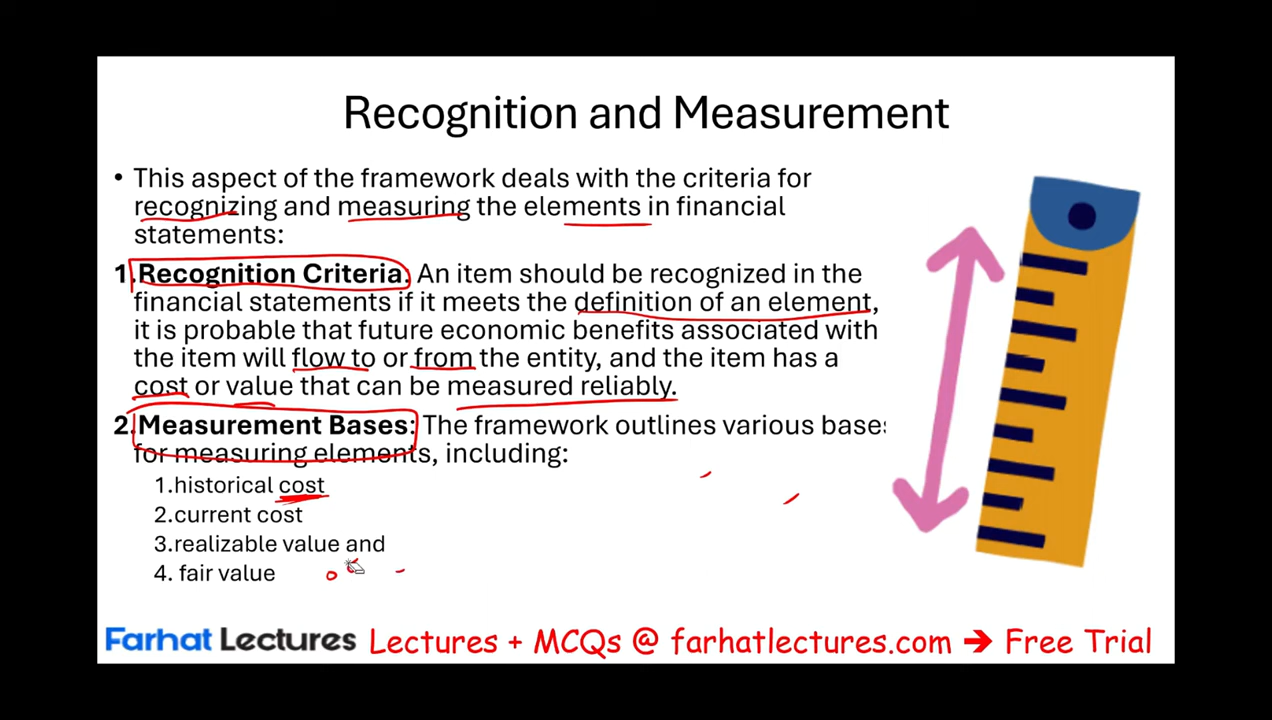 Recognition and Measurement
• This aspect of the framework deals with the criteria for
recognizing and measuring the elements in financial
statements:
1.Recognition Criteria. An item should be recognized in the
financial statements if it meets the definition of an element,
it is probable that future economic benefits associated with
the item will flow to or from the entity, and the item has a
cost or value that can be measured reliably.
2.Measurement Bases: The framework outlines various bases
for measuring elements, including:
1.historical cost
2.current cost
3.realizable value and
4. fair value
Farhat Lectures Lectures + MCQs @ farhatlectures.com → Free Trial